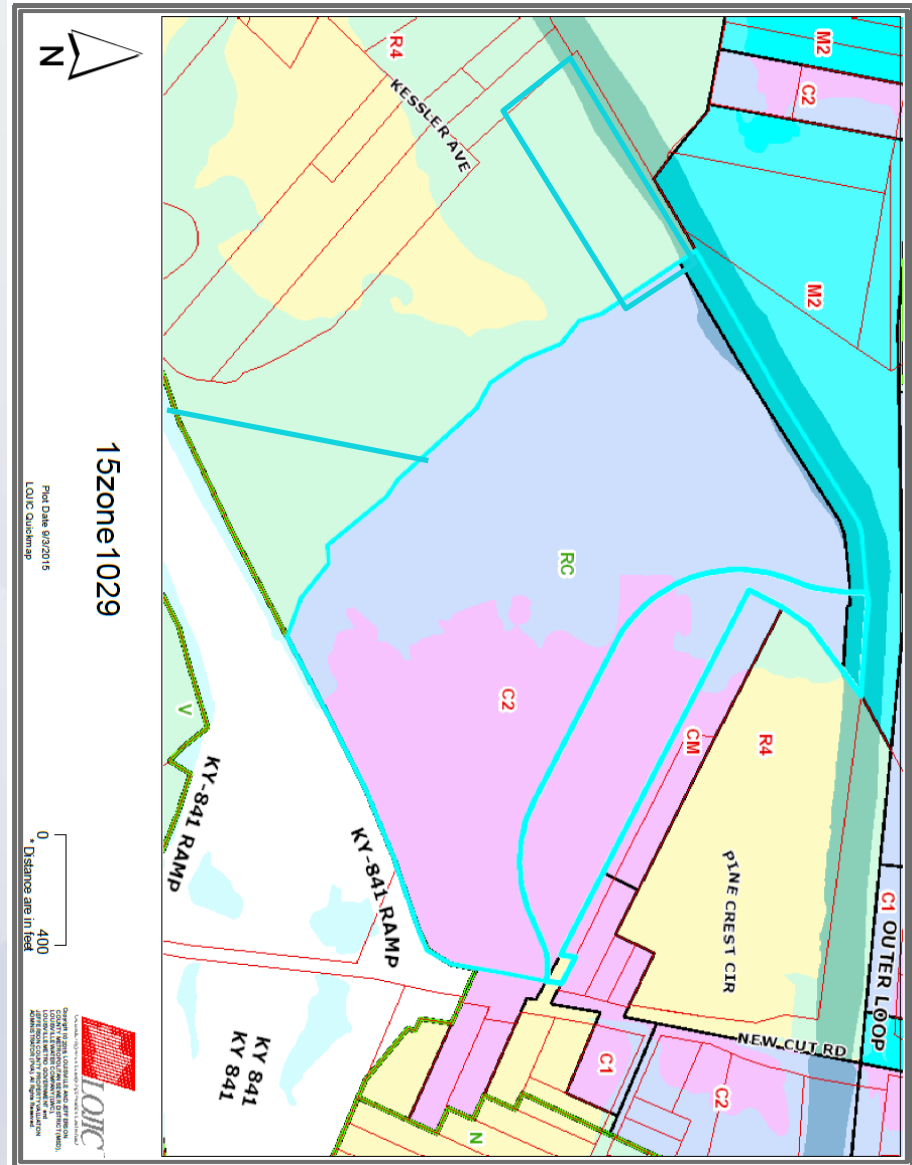 R4
KESSLER AVE
M2
C2
M2
RC
C2
CM
R4
PINE CREST CIR
C1
OUTER LOOP
NEW CUT RD
C1
C2
N
V
KY-841 RAMP
KY-841 RAMP
KY 841
KY 841
N
15zone1029
Plot Date 9/3/2015
LOJIC Quickmap
0 400
* Distance are in feet
LOJIC